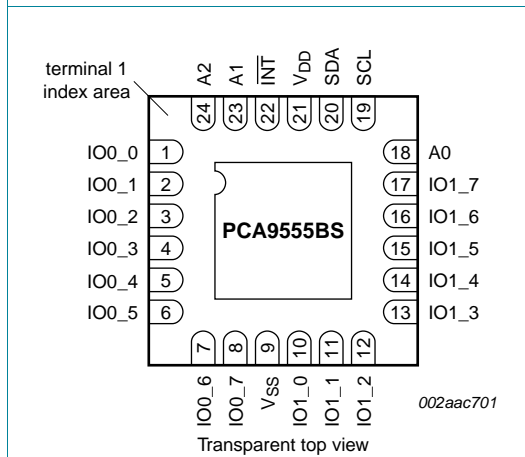 terminal 1
index area
A2
A1
INT
VDD
SDA
SCL
24
23
22
21
20
19
IO0_0 1
IO0_1 2
IO0_2 3
IO0_3 4
IO0_4 5
IO0_5 6
18 A0
17 IO1_7
16 IO1_6
15 IO1_5
14 IO1_4
13 IO1_3
PCA9555BS
7
8
9
10
11
12
IO0_6
IO0_7
VSS
IO1_0
IO1_1
IO1_2
002aac701
Transparent top view